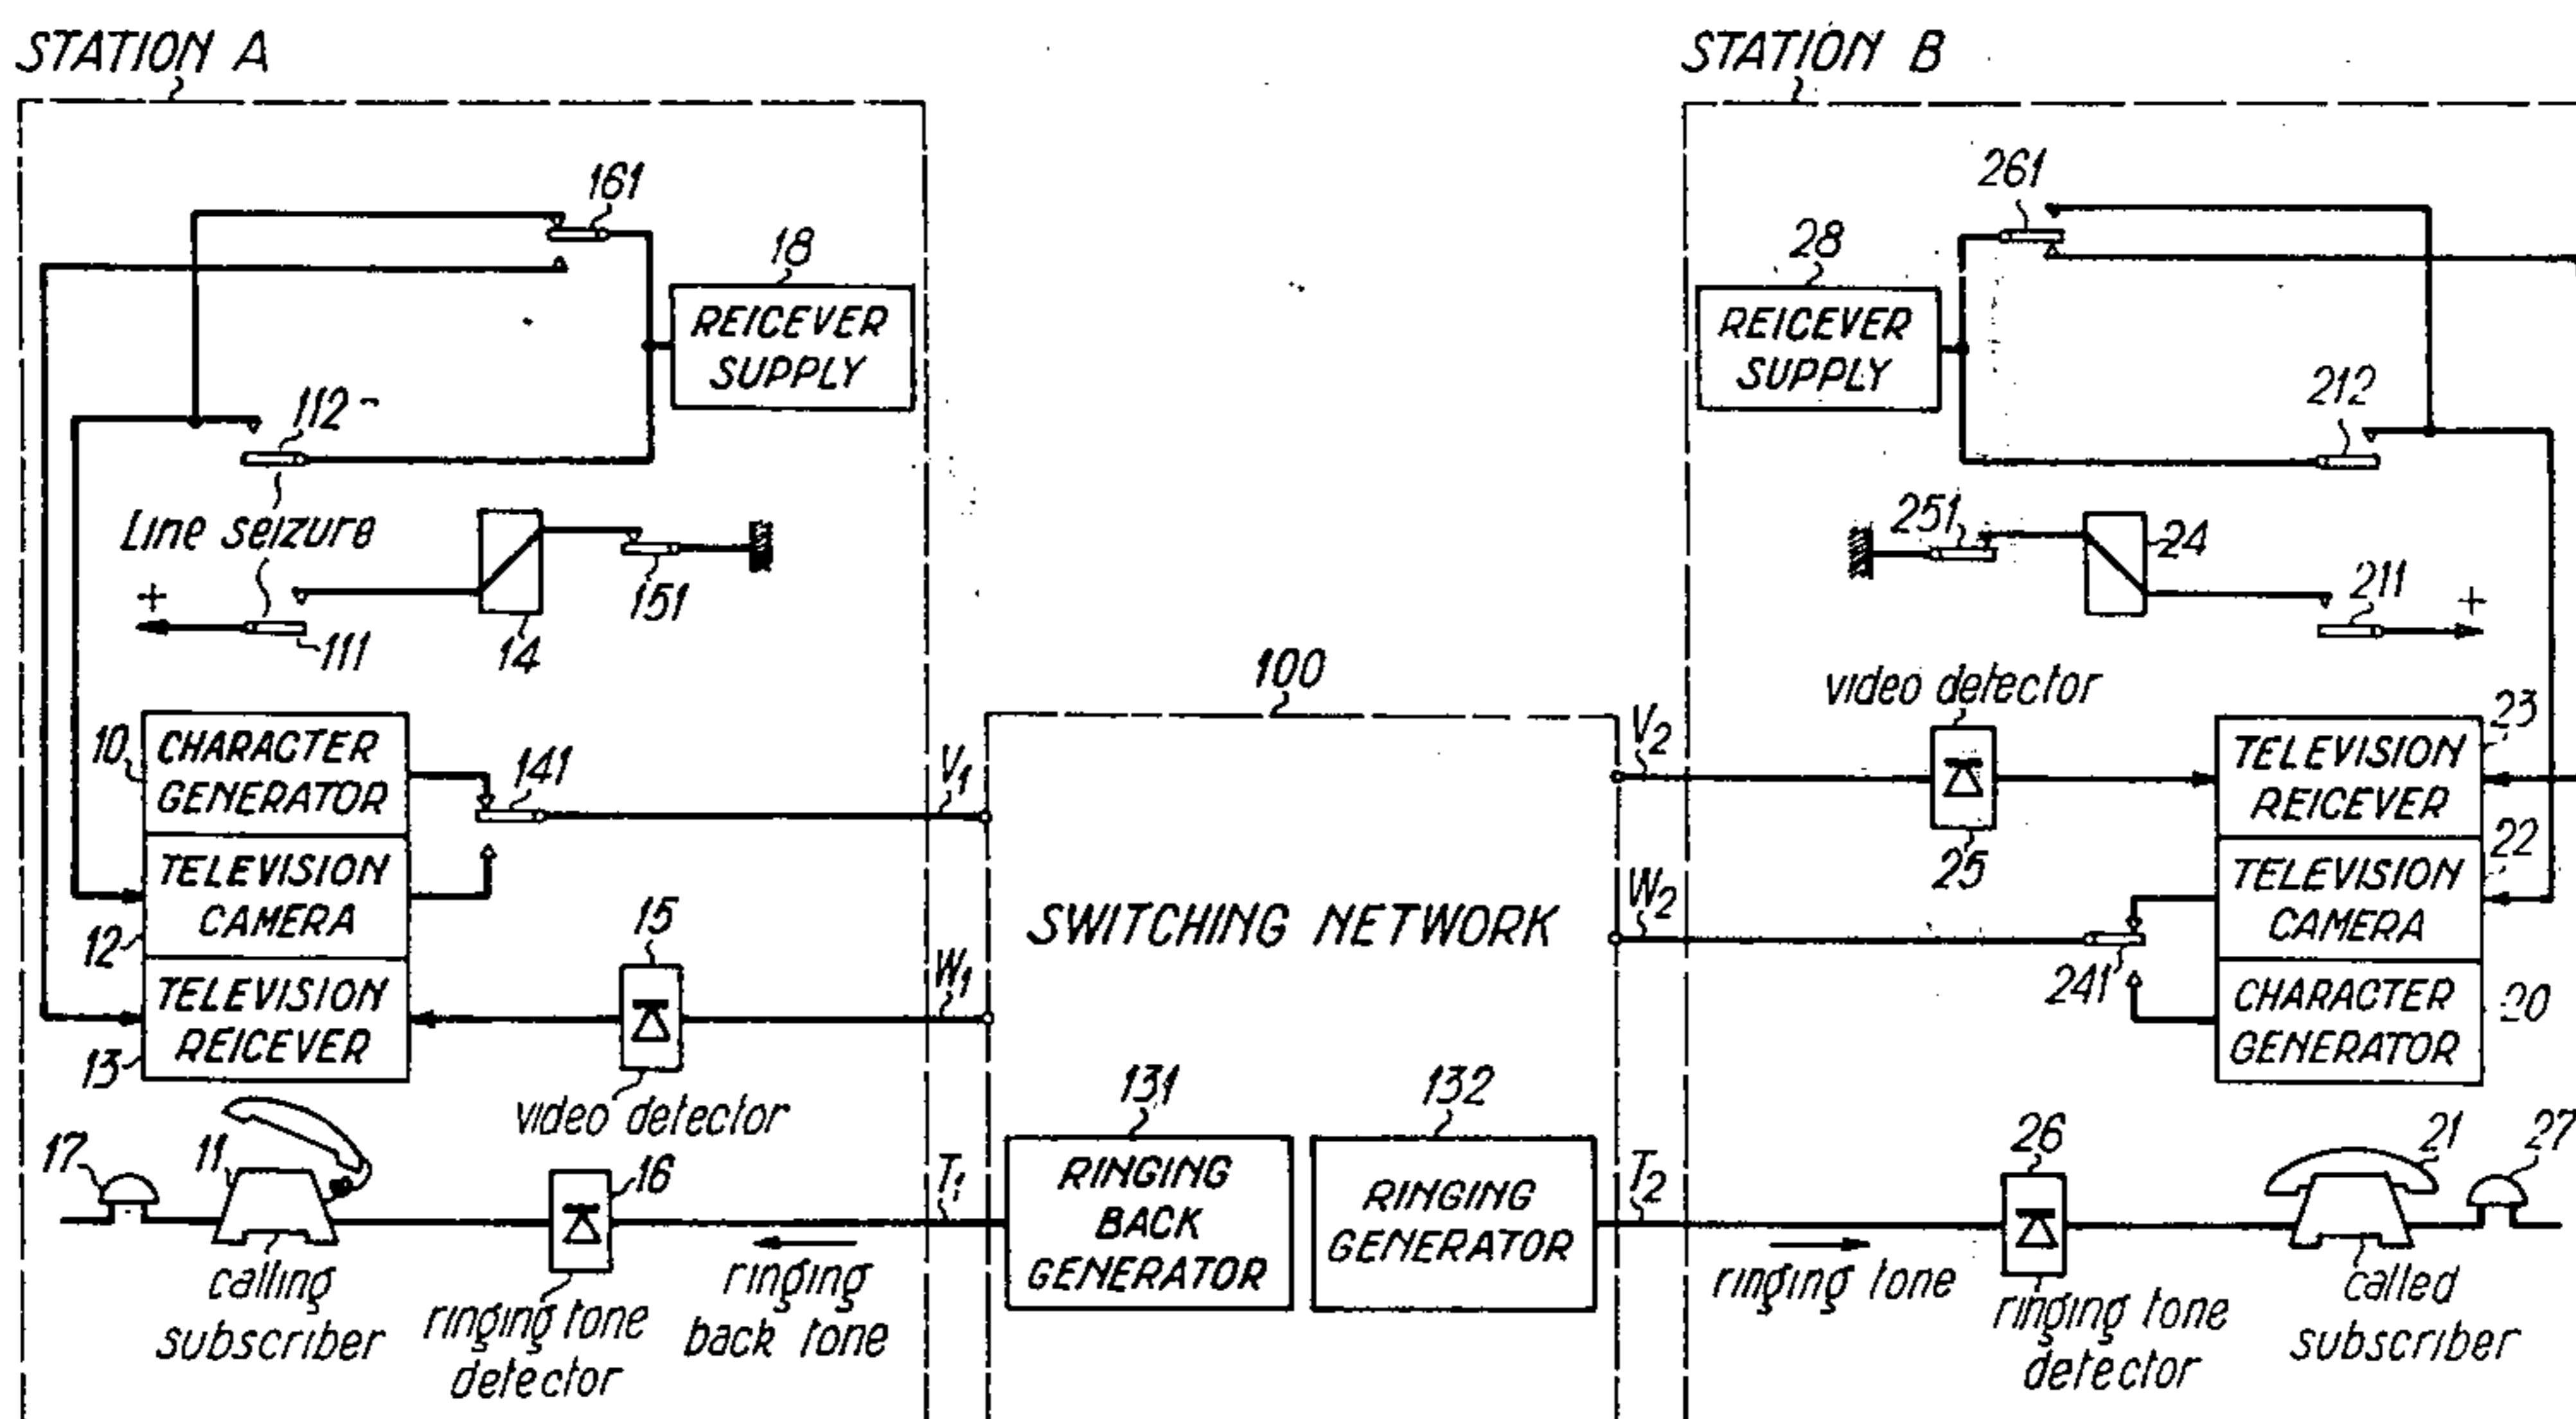 STATION A
STATION B
161
261
18
28
REICEVER
SUPPLY
REICEVER
SUPPLY
112
212
Line seizure
251
24
151
211
+
+
111
14
100
video detector
V2
23
10
CHARACTER
GENERATOR
141
V1
TELEVISION
REICEVER
25
22
TELEVISION
CAMERA
12
15
W2
TELEVISION
CAMERA
SWITCHING NETWORK
241
W1
TELEVISION
REICEVER
13
CHARACTER
GENERATOR
20
video detector
131
132
17
11
16
T1
RINGING
BACK
GENERATOR
RINGING
GENERATOR
T2
26
21
27
calling
subscriber
ringing tone
detector
ringing
back tone
ringing tone
ringing tone
detector
called
subscriber